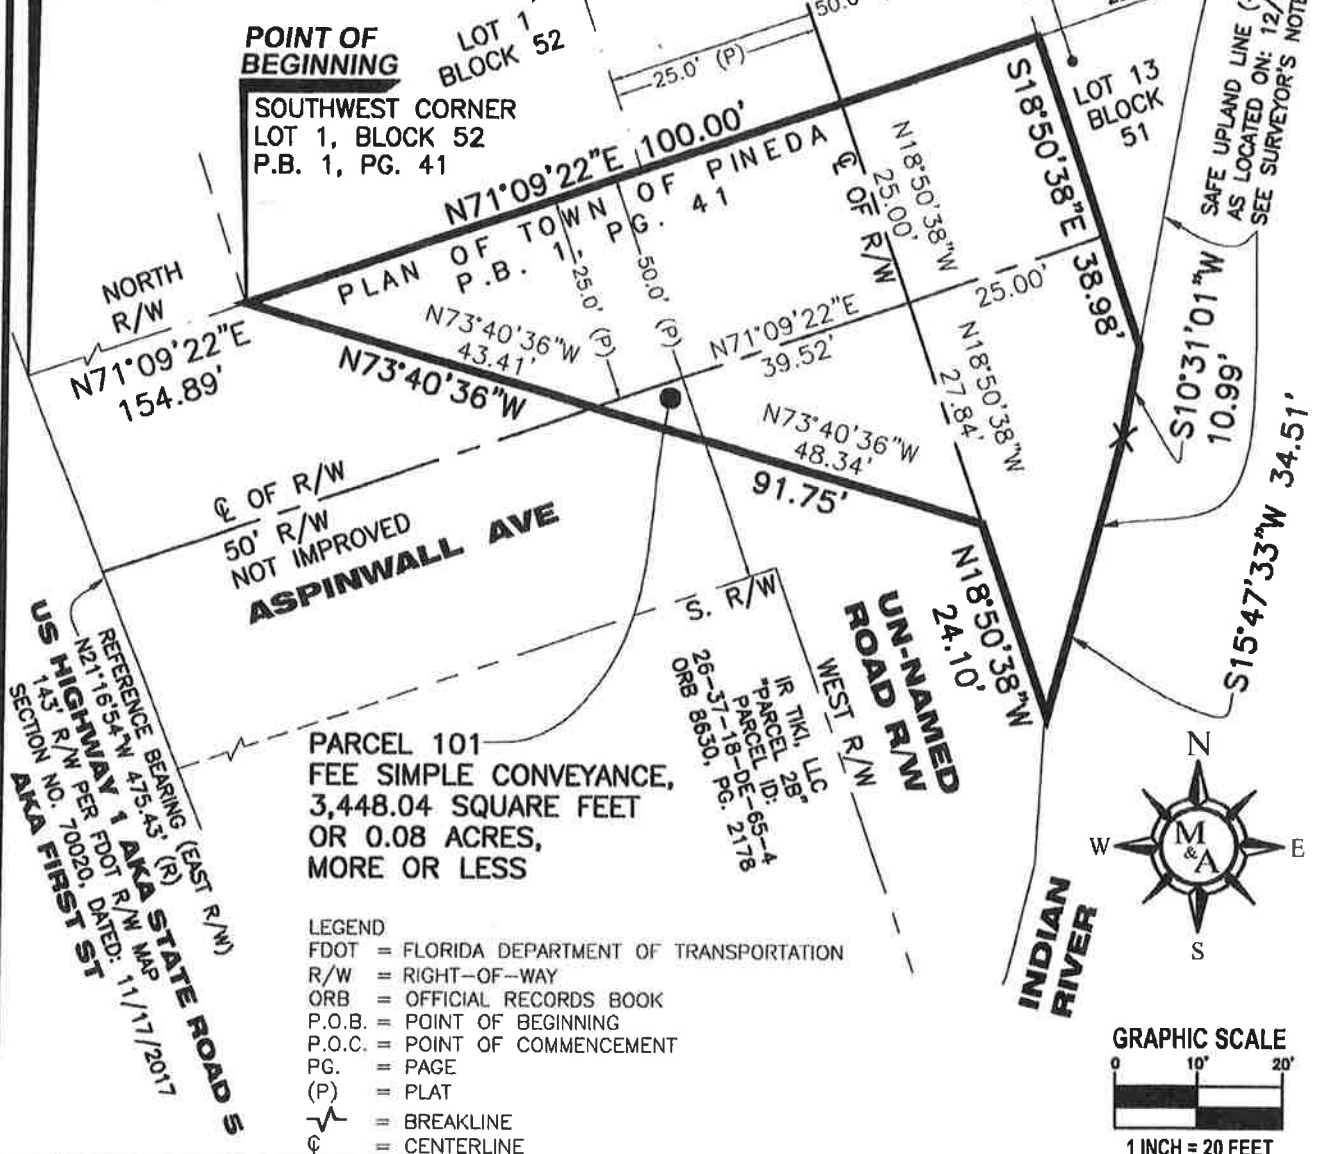 POINT OF
BEGINNING
SOUTHWEST CORNER
LOT 1, BLOCK 52
P.B. 1, PG. 41
LOT 1
BLOCK 52
25.0' (P)
LOT 13
BLOCK
51
SAFE UPLAND LINE
AS LOCATED ON: 12/
SEE SURVEYOR'S NOTE
N71°09'22"E 100.00'
PLAN OF TOWN OF PINEDA
P.B. 1, PG. 41
S18°50'38"E 38.98'
N18°50'38"W
25.00'
℄ OF R/W
25.0' (P)
50.0' (P)
NORTH
R/W
N71°09'22"E
154.89'
N73°40'36"W
43.41'
N73°40'36"W
91.75'
N71°09'22"E
39.52'
25.00'
N18°50'38"W
27.84'
N73°40'36"W
48.34'
S10°31'01"W
10.99'
S15°47'33"W 34.51'
N18°50'38"W
24.10'
℄ OF R/W
50' R/W
NOT IMPROVED
ASPINWALL AVE
S. R/W
UN-NAMED
ROAD R/W
WEST R/W
IR TIKI, LLC
"PARCEL 2B"
PARCEL ID:
26-37-18-DE-65-4
ORB 8630, PG. 2178
REFERENCE BEARING (EAST R/W)
N21°16'54"W 475.43' (R)
US HIGHWAY 1 AKA STATE ROAD 5
143' R/W PER FDOT R/W MAP
SECTION NO. 70020, DATED: 11/17/2017
AKA FIRST ST
PARCEL 101
FEE SIMPLE CONVEYANCE,
3,448.04 SQUARE FEET
OR 0.08 ACRES,
MORE OR LESS
INDIAN
RIVER
N
W
E
S
M
&
A
LEGEND
FDOT = FLORIDA DEPARTMENT OF TRANSPORTATION
R/W = RIGHT-OF-WAY
ORB = OFFICIAL RECORDS BOOK
P.O.B. = POINT OF BEGINNING
P.O.C. = POINT OF COMMENCEMENT
PG. = PAGE
(P) = PLAT
= BREAKLINE
℄ = CENTERLINE
GRAPHIC SCALE
0 10' 20'
1 INCH = 20 FEET